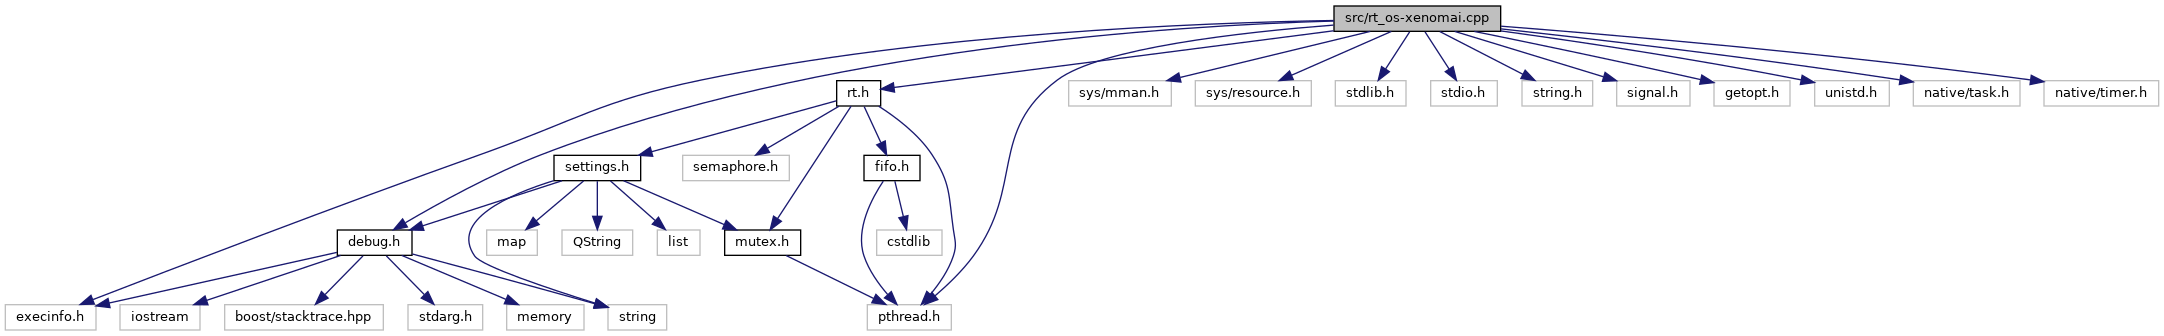 src/rt_os-xenomai.cpp
rt.h
sys/mman.h
sys/resource.h
stdlib.h
stdio.h
string.h
signal.h
getopt.h
unistd.h
native/task.h
native/timer.h
settings.h
semaphore.h
fifo.h
debug.h
map
QString
list
mutex.h
cstdlib
execinfo.h
iostream
boost/stacktrace.hpp
stdarg.h
memory
string
pthread.h